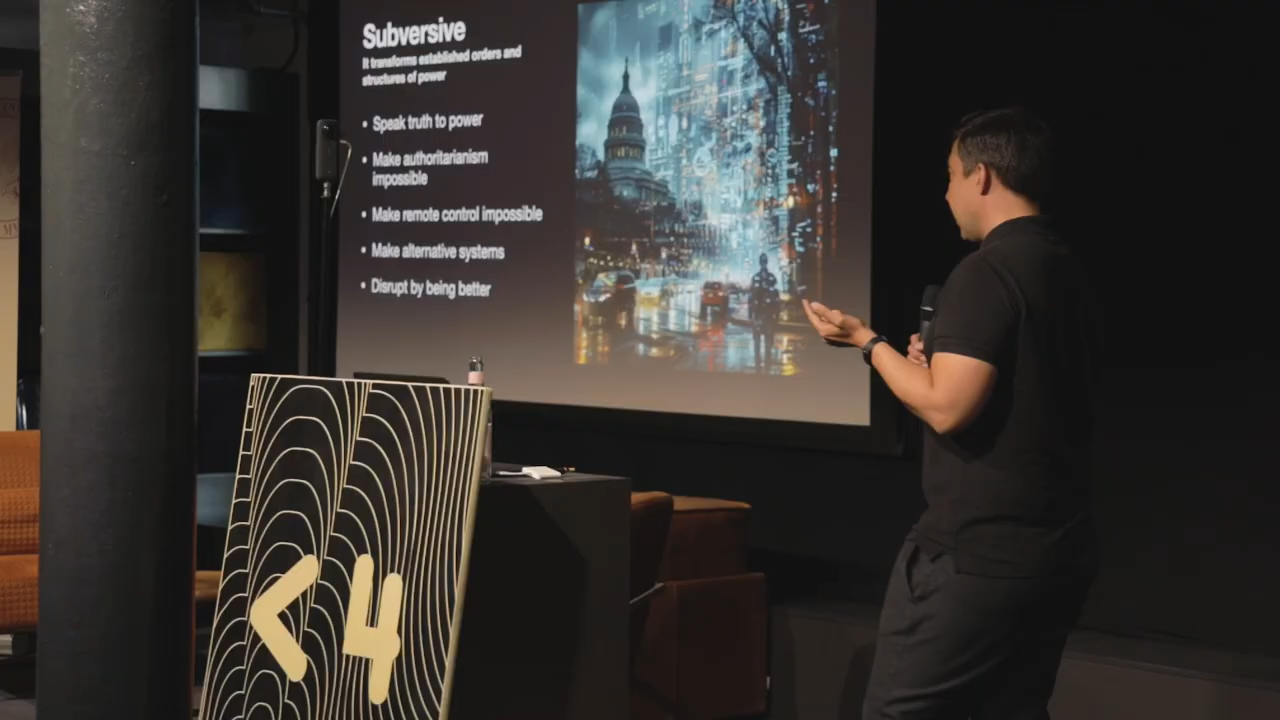 Subversive
It transforms established orders and
structures of power
• Speak truth to power
• Make authoritarianism
impossible
• Make remote control impossible
• Make alternative systems
• Disrupt by being better
<4